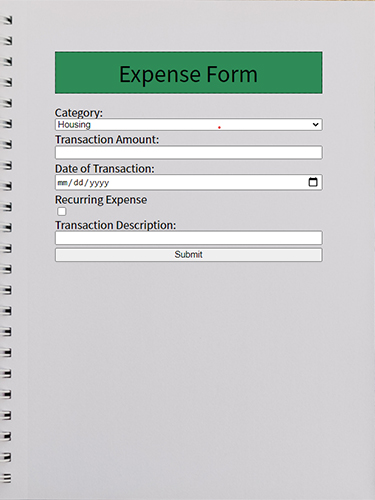 Expense Form
Category:
Housing
Transaction Amount:
Date of Transaction:
mm/dd/yyyy
Recurring Expense
Transaction Description:
Submit